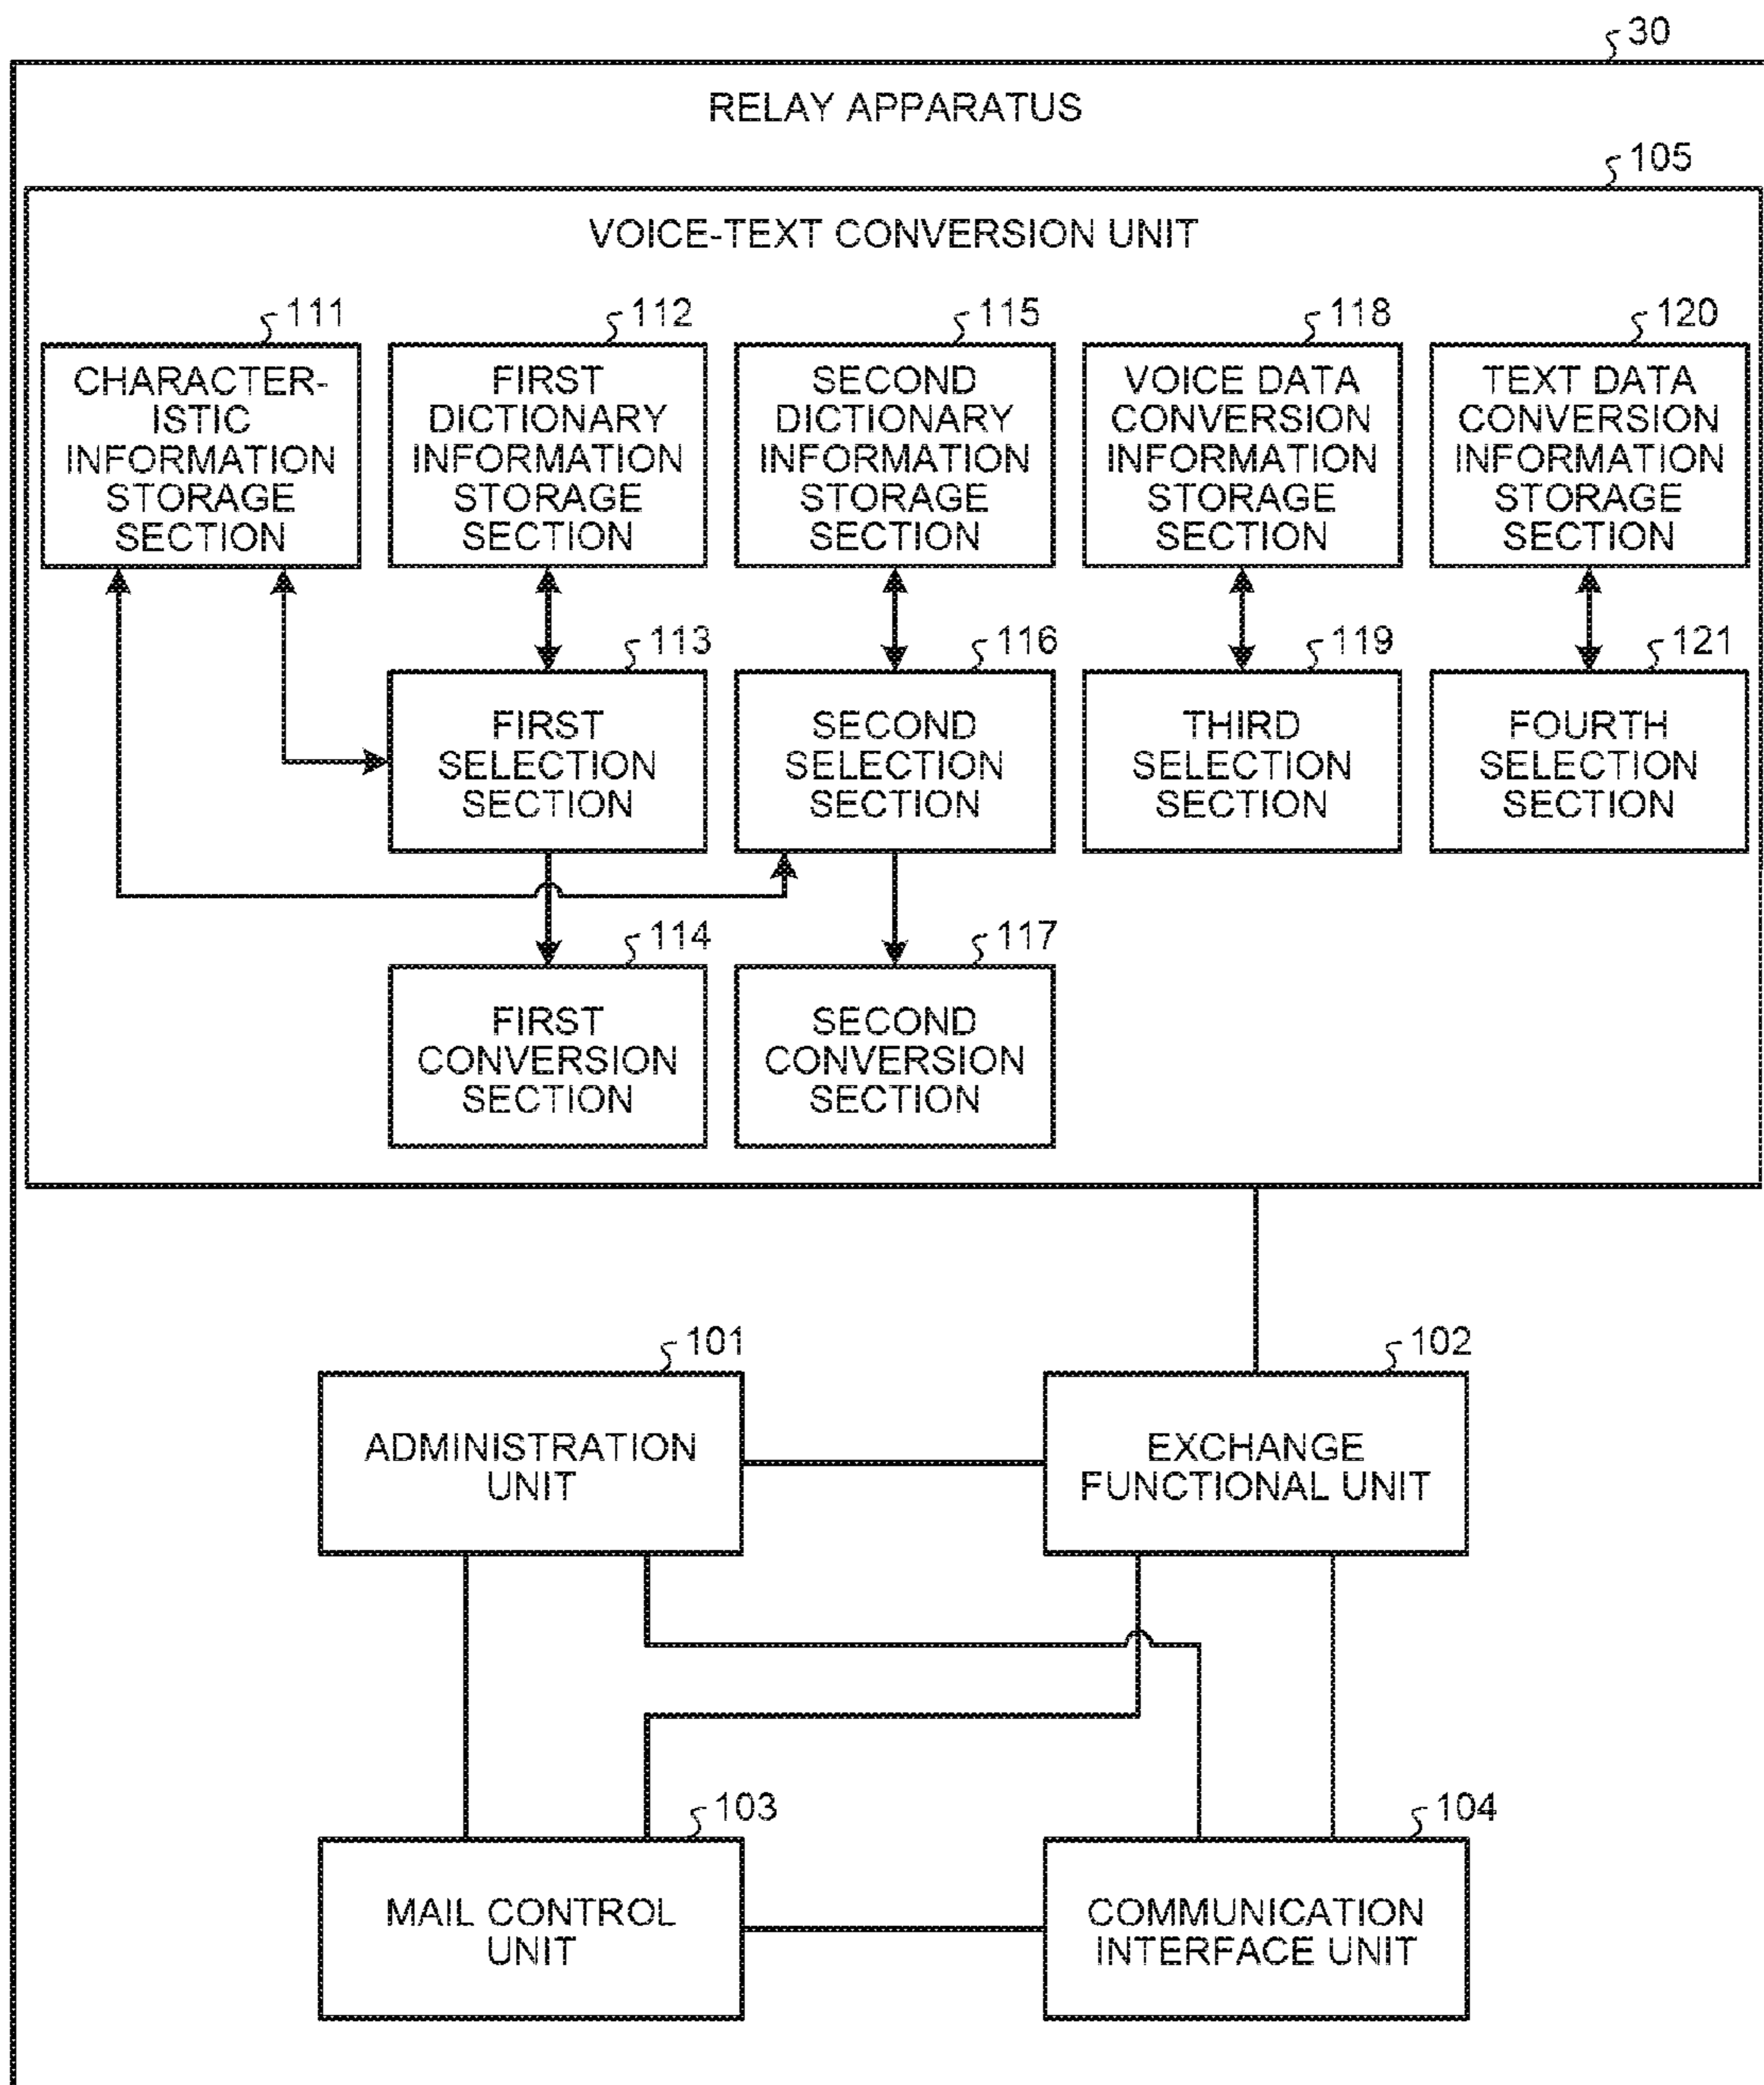 30
RELAY APPARATUS
105
VOICE-TEXT CONVERSION UNIT
111
CHARACTER-
ISTIC
INFORMATION
STORAGE
SECTION
112
FIRST
DICTIONARY
INFORMATION
STORAGE
SECTION
115
SECOND
DICTIONARY
INFORMATION
STORAGE
SECTION
118
VOICE DATA
CONVERSION
INFORMATION
STORAGE
SECTION
120
TEXT DATA
CONVERSION
INFORMATION
STORAGE
SECTION
113
FIRST
SELECTION
SECTION
116
SECOND
SELECTION
SECTION
119
THIRD
SELECTION
SECTION
121
FOURTH
SELECTION
SECTION
114
FIRST
CONVERSION
SECTION
117
SECOND
CONVERSION
SECTION
101
ADMINISTRATION
UNIT
102
EXCHANGE
FUNCTIONAL UNIT
103
MAIL CONTROL
UNIT
104
COMMUNICATION
INTERFACE UNIT